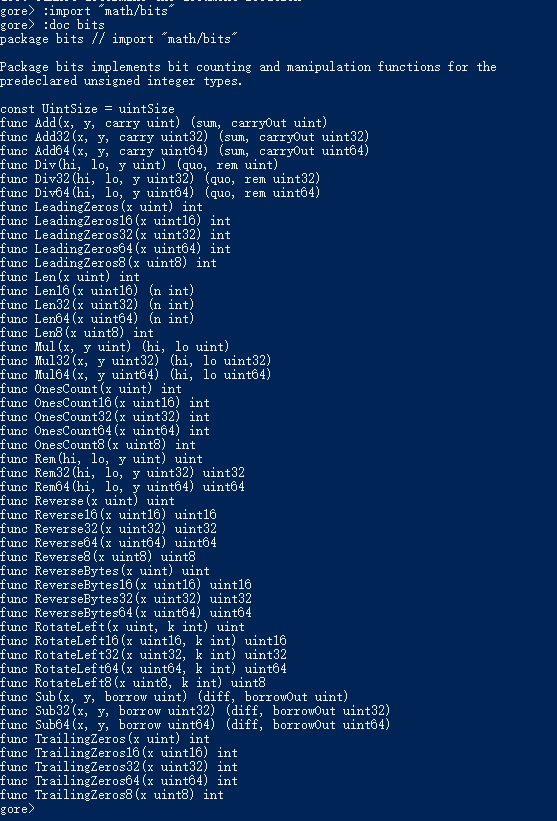 gore> :import "math/bits"
gore> :doc bits
package bits // import "math/bits"
Package bits implements bit counting and manipulation functions for the
predeclared unsigned integer types.
const UintSize = uintSize
func Add(x, y, carry uint) (sum, carryOut uint)
func Add32(x, y, carry uint32) (sum, carryOut uint32)
func Add64(x, y, carry uint64) (sum, carryOut uint64)
func Div(hi, lo, y uint) (quo, rem uint)
func Div32(hi, lo, y uint32) (quo, rem uint32)
func Div64(hi, lo, y uint64) (quo, rem uint64)
func LeadingZeros(x uint) int
func LeadingZeros16(x uint16) int
func LeadingZeros32(x uint32) int
func LeadingZeros64(x uint64) int
func LeadingZeros8(x uint8) int
func Len(x uint) int
func Len16(x uint16) (n int)
func Len32(x uint32) (n int)
func Len64(x uint64) (n int)
func Len8(x uint8) int
func Mul(x, y uint) (hi, lo uint)
func Mul32(x, y uint32) (hi, lo uint32)
func Mul64(x, y uint64) (hi, lo uint64)
func OnesCount(x uint) int
func OnesCount16(x uint16) int
func OnesCount32(x uint32) int
func OnesCount64(x uint64) int
func OnesCount8(x uint8) int
func Rem(hi, lo, y uint) uint
func Rem32(hi, lo, y uint32) uint32
func Rem64(hi, lo, y uint64) uint64
func Reverse(x uint) uint
func Reverse16(x uint16) uint16
func Reverse32(x uint32) uint32
func Reverse64(x uint64) uint64
func Reverse8(x uint8) uint8
func ReverseBytes(x uint) uint
func ReverseBytes16(x uint16) uint16
func ReverseBytes32(x uint32) uint32
func ReverseBytes64(x uint64) uint64
func RotateLeft(x uint, k int) uint
func RotateLeft16(x uint16, k int) uint16
func RotateLeft32(x uint32, k int) uint32
func RotateLeft64(x uint64, k int) uint64
func RotateLeft8(x uint8, k int) uint8
func Sub(x, y, borrow uint) (diff, borrowOut uint)
func Sub32(x, y, borrow uint32) (diff, borrowOut uint32)
func Sub64(x, y, borrow uint64) (diff, borrowOut uint64)
func TrailingZeros(x uint) int
func TrailingZeros16(x uint16) int
func TrailingZeros32(x uint32) int
func TrailingZeros64(x uint64) int
func TrailingZeros8(x uint8) int
gore>